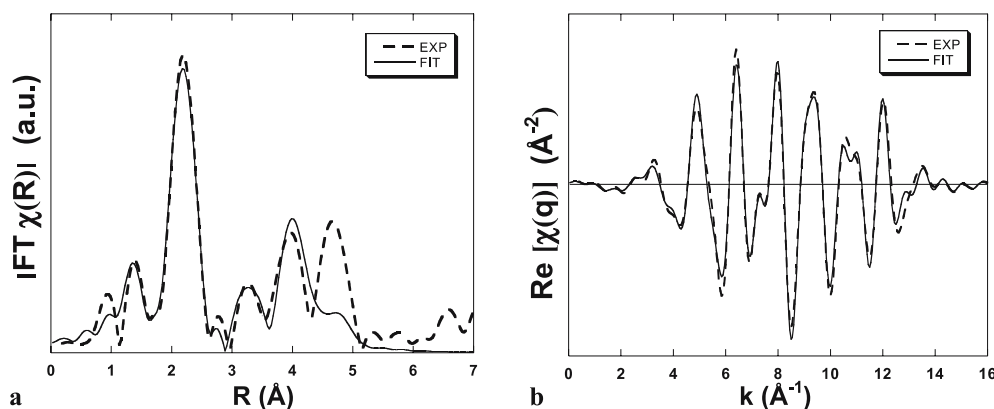 EXP
FIT
|FT χ(R)| (a.u.)
0 1 2 3 4 5 6 7
R (Å)
a
EXP
FIT
Re [χ(q)] (Å⁻²)
0 2 4 6 8 10 12 14 16
k (Å⁻¹)
b